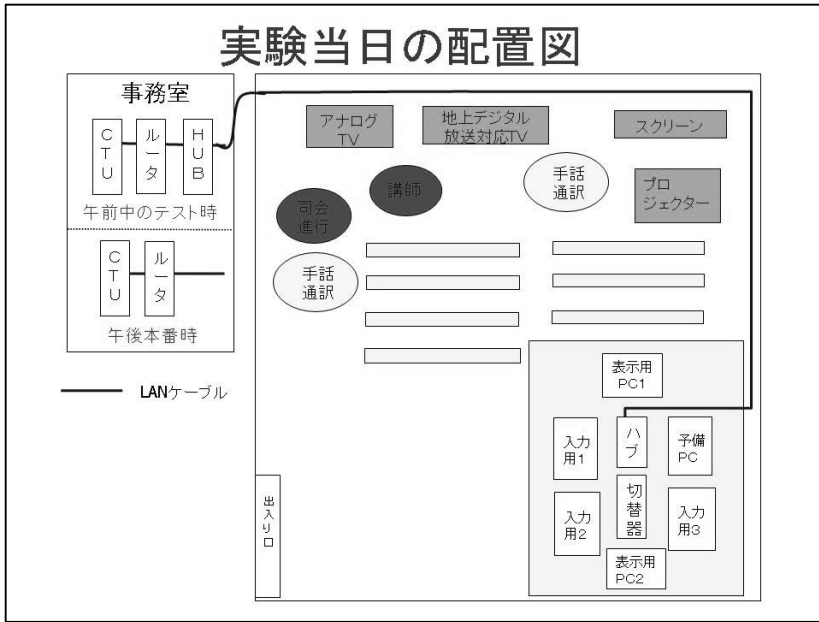 実験当日の配置図
事務室
CTU
ルータ
HUB
午前中のテスト時
CTU
ルータ
午後本番時
LANケーブル
アナログ
TV
地上デジタル
放送対応TV
スクリーン
講師
手話
通訳
プロ
ジェクター
司会
進行
手話
通訳
表示用
PC1
入力
用1
ハブ
予備
PC
切替器
入力
用2
入力
用3
表示用
PC2
出入り口